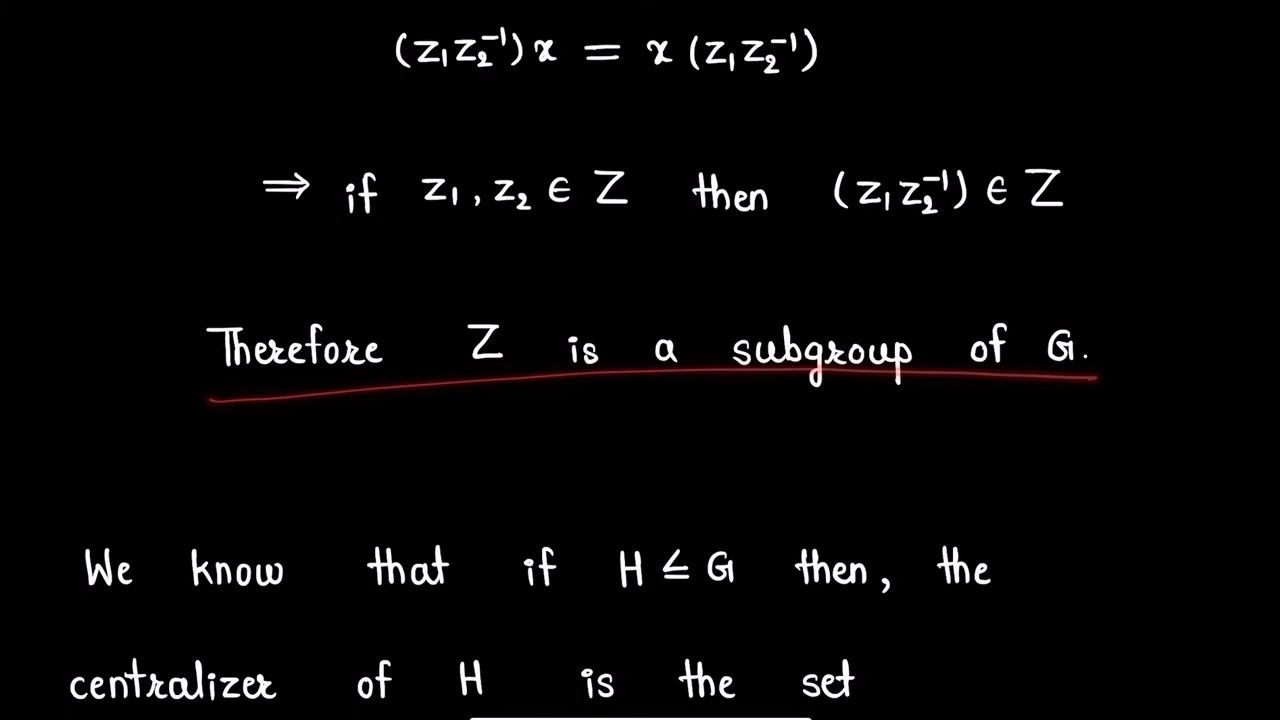 (z₁z₂⁻¹)x = x(z₁z₂⁻¹)
⇒ if z₁, z₂ ∈ Z then (z₁z₂⁻¹) ∈ Z
Therefore Z is a subgroup of G.
We know that if H ≤ G then, the
centralizer of H is the set